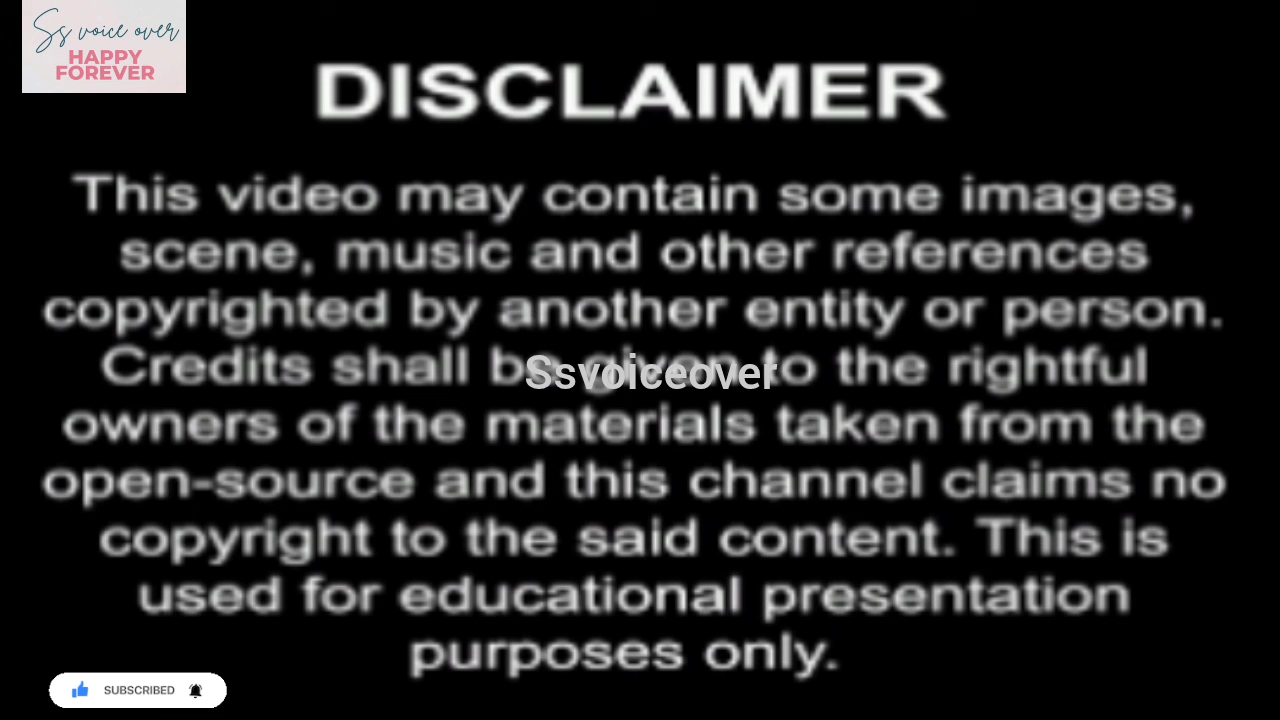 Ss voice over
HAPPY
FOREVER
DISCLAIMER
This video may contain some images,
scene, music and other references
copyrighted by another entity or person.
Credits shall be given to the rightful
Ssvoiceover
owners of the materials taken from the
open-source and this channel claims no
copyright to the said content. This is
used for educational presentation
purposes only.
SUBSCRIBED